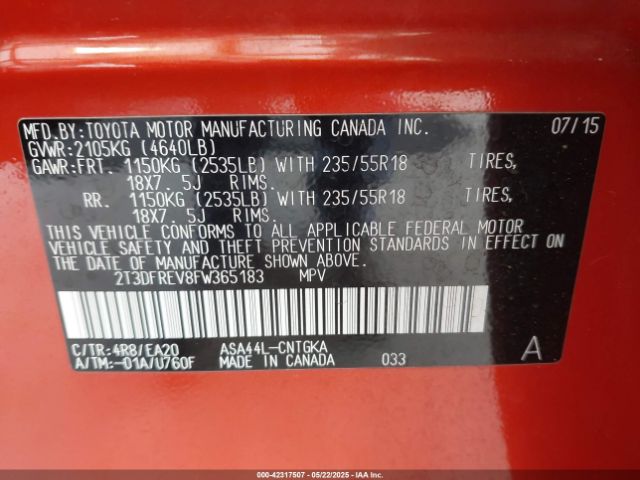 MFD.BY:TOYOTA MOTOR MANUFACTURING CANADA INC. 07/15
GVWR:2105KG (4640LB)
GAWR:FRT. 1150KG (2535LB) WITH 235/55R18 TIRES,
18X7.5J RIMS.
RR. 1150KG (2535LB) WITH 235/55R18 TIRES,
18X7.5J RIMS.
THIS VEHICLE CONFORMS TO ALL APPLICABLE FEDERAL MOTOR
VEHICLE SAFETY AND THEFT PREVENTION STANDARDS IN EFFECT ON
THE DATE OF MANUFACTURE SHOWN ABOVE.
2T3DFREV8FW365183 MPV
C/TR:4R8/EA20 ASA44L-CNTGKA A
A/TM:-01A/U760F MADE IN CANADA 033
000-42317507 - 05/22/2025 - IAAI.COM